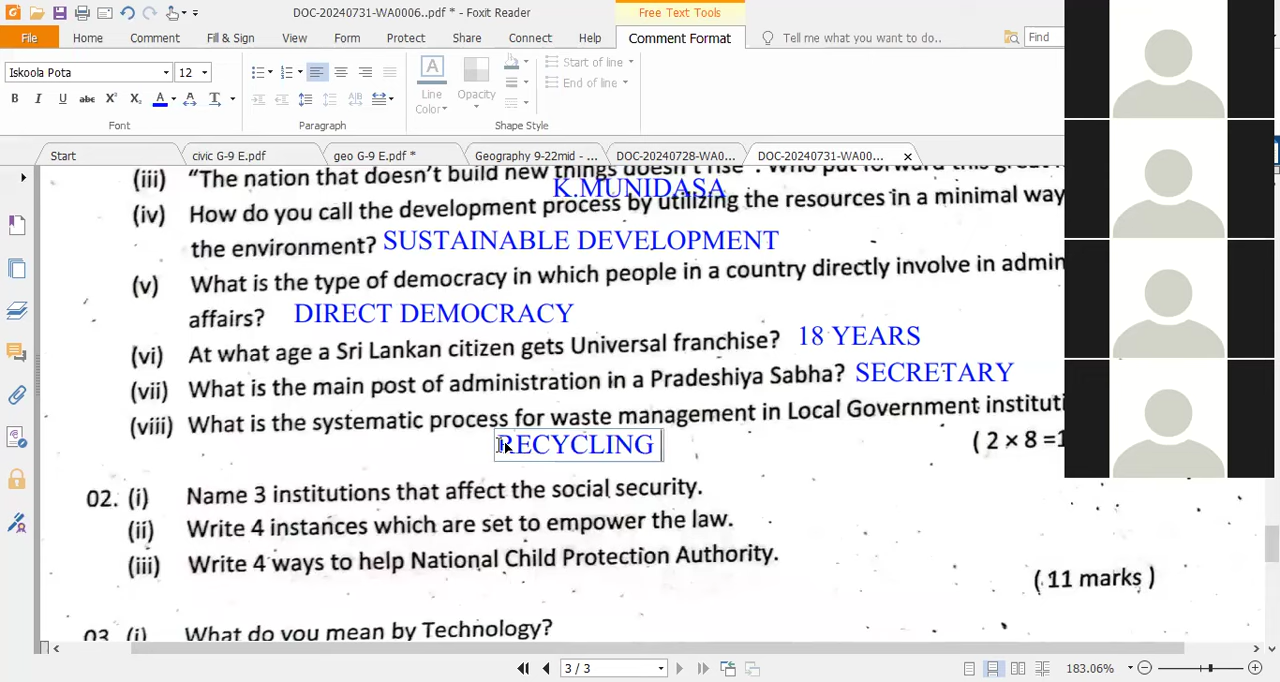 DOC-20240731-WA0006..pdf * - Foxit Reader
Free Text Tools
File Home Comment Fill & Sign View Form Protect Share Connect Help Comment Format Tell me what you want to do.. Find
Iskoola Pota 12
Start of line
End of line
Line Color
Opacity
Font Paragraph Shape Style
Start civic G-9 E.pdf geo G-9 E.pdf * Geography 9-22mid - ... DOC-20240728-WA0... DOC-20240731-WA00...
(iii) "The nation that doesn't build new things doesn't rise". Who put forward this great
K.MUNIDASA
(iv) How do you call the development process by utilizing the resources in a minimal way
the environment? SUSTAINABLE DEVELOPMENT
(v) What is the type of democracy in which people in a country directly involve in admin
affairs? DIRECT DEMOCRACY
(vi) At what age a Sri Lankan citizen gets Universal franchise? 18 YEARS
(vii) What is the main post of administration in a Pradeshiya Sabha? SECRETARY
(viii) What is the systematic process for waste management in Local Government instituti
RECYCLING
( 2 × 8 =1
02. (i) Name 3 institutions that affect the social security.
(ii) Write 4 instances which are set to empower the law.
(iii) Write 4 ways to help National Child Protection Authority.
( 11 marks )
03. (i) What do you mean by Technology?
3 / 3
183.06%